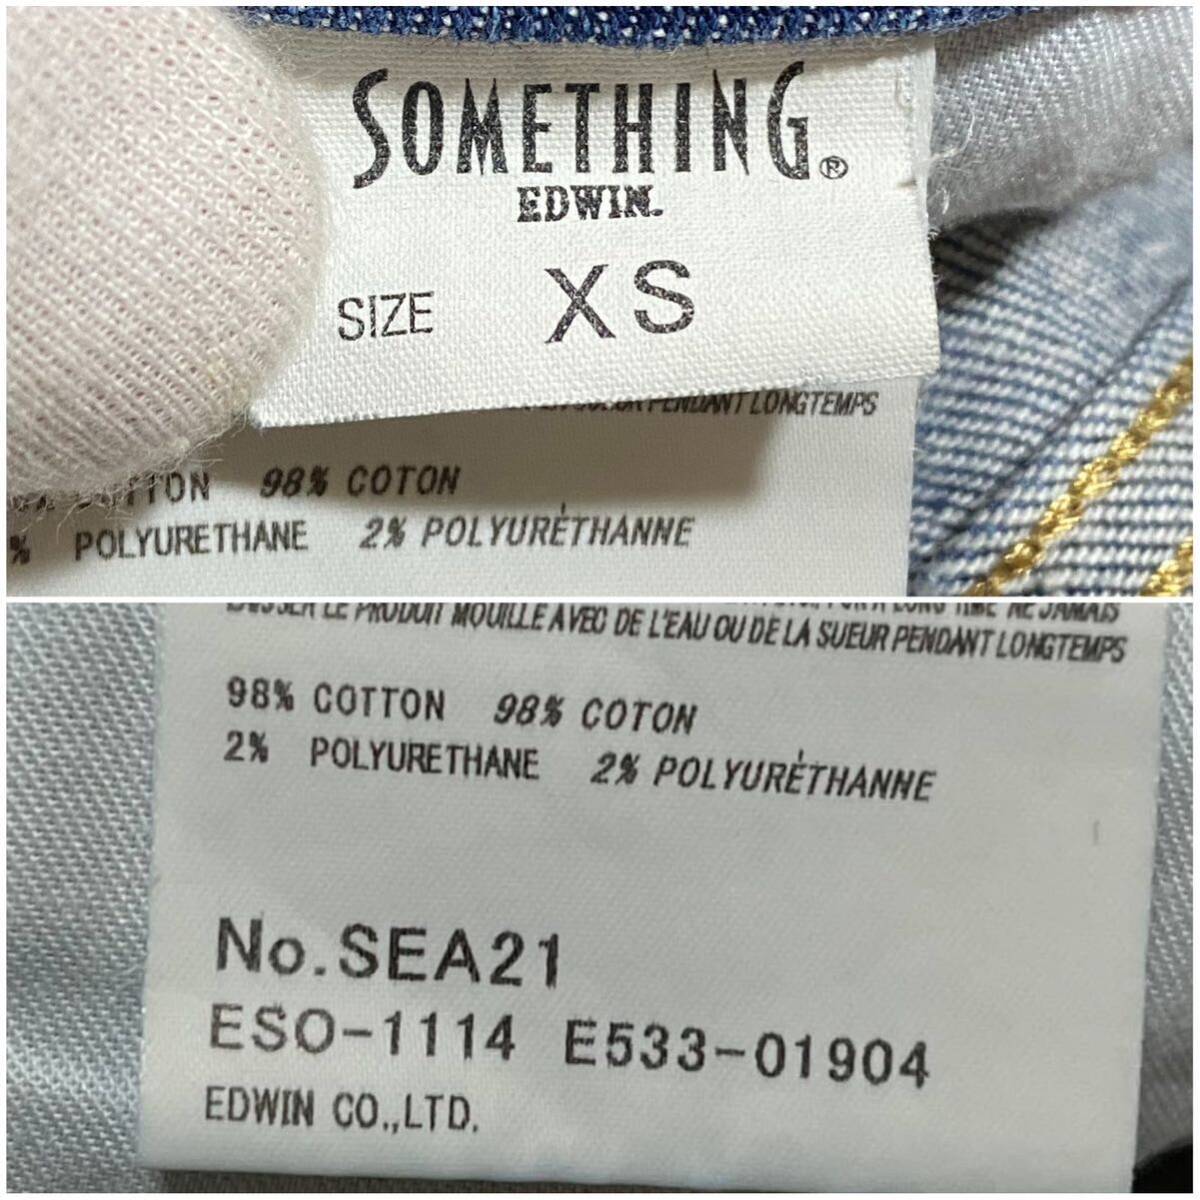 SOMETHING®
EDWIN.
SIZE XS
SUEUR PENDANT LONGTEMPS
COTTON 98% COTON
% POLYURETHANE 2% POLYURÉTHANNE
LE PRODUIT MOUILLE AVEC DE L'EAU OU DE LA SUEUR PENDANT LONGTEMPS
98% COTTON 98% COTON
2% POLYURETHANE 2% POLYURÉTHANNE
No.SEA21
ESO-1114 E533-01904
EDWIN CO.,LTD.